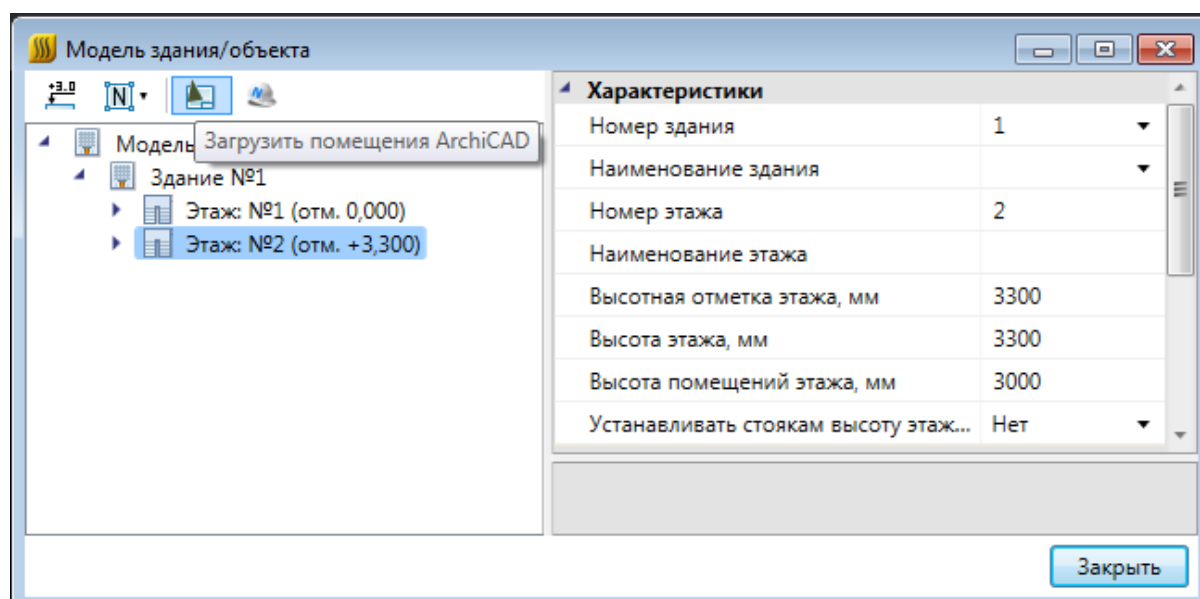 Модель здания/объекта
+3.0
N
Загрузить помещения ArchiCAD
Модель
Здание №1
Этаж: №1 (отм. 0,000)
Этаж: №2 (отм. +3,300)
Характеристики
Номер здания 1
Наименование здания
Номер этажа 2
Наименование этажа
Высотная отметка этажа, мм 3300
Высота этажа, мм 3300
Высота помещений этажа, мм 3000
Устанавливать стоякам высоту этаж... Нет
Закрыть